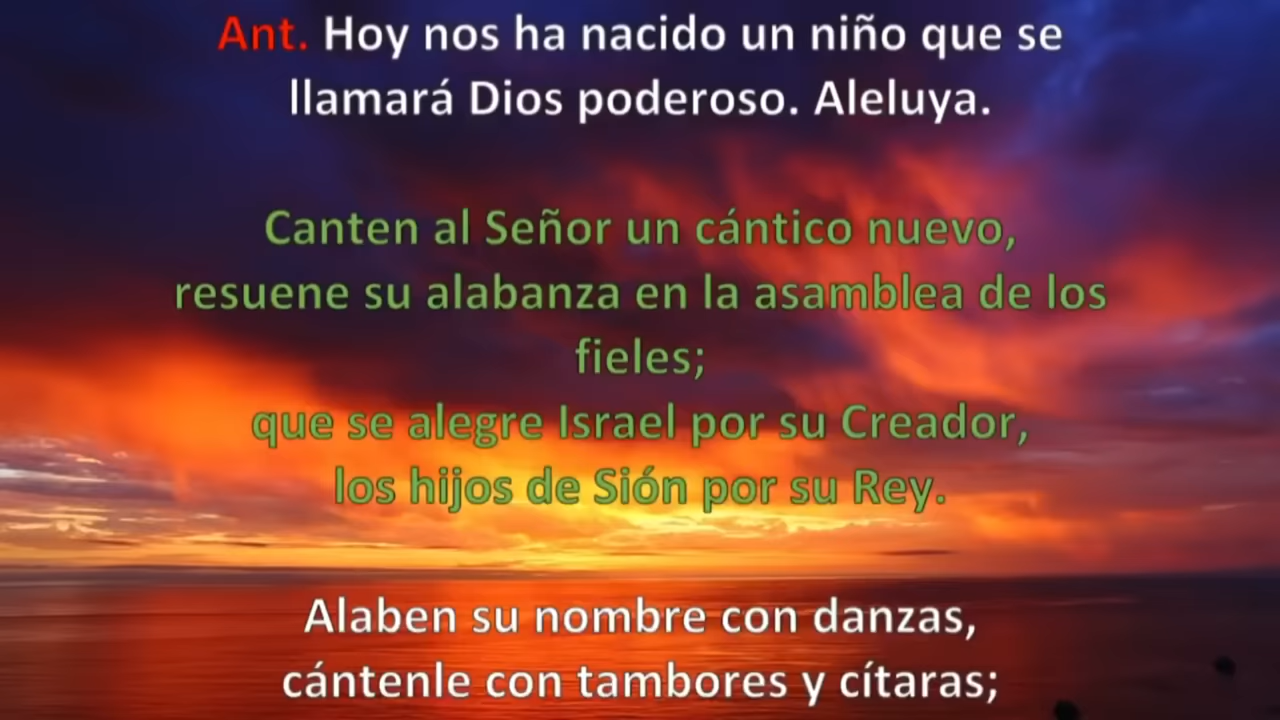 Ant. Hoy nos ha nacido un niño que se
llamará Dios poderoso. Aleluya.
Canten al Señor un cántico nuevo,
resuene su alabanza en la asamblea de los
fieles;
que se alegre Israel por su Creador,
los hijos de Sión por su Rey.
Alaben su nombre con danzas,
cántenle con tambores y cítaras;